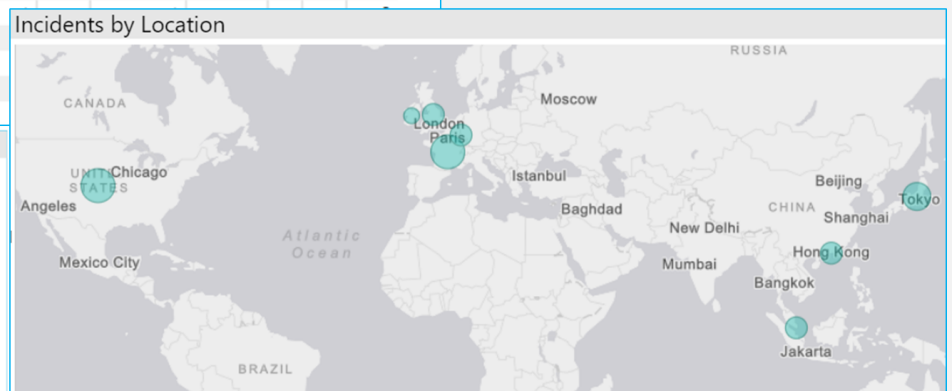 Incidents by Location
RUSSIA
CANADA
Moscow
London
Paris
UNITED
STATES
Chicago
Istanbul
Beijing
Angeles
Tokyo
Baghdad
CHINA
Shanghai
Atlantic
Ocean
New Delhi
Hong Kong
Mexico City
Mumbai
Bangkok
Jakarta
BRAZIL